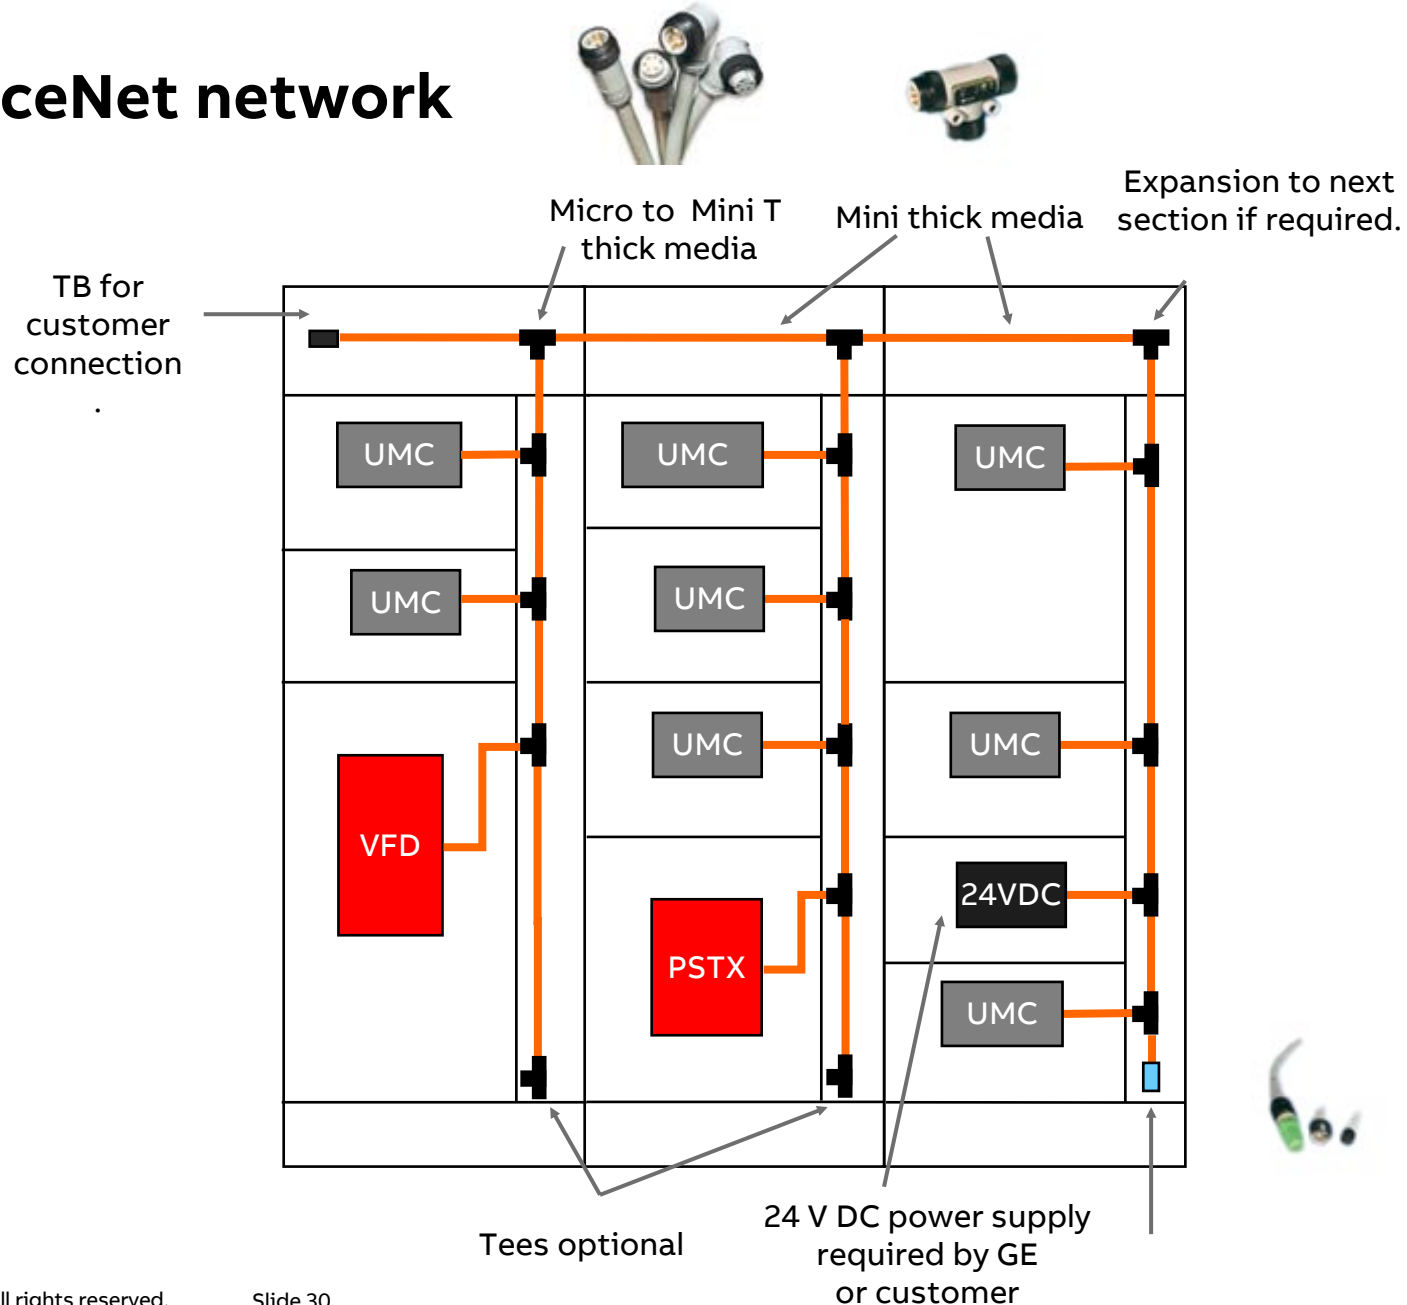 ceNet network
Expansion to next
section if required.
Micro to Mini T
thick media
Mini thick media
TB for
customer
connection
.
UMC
UMC
UMC
UMC
UMC
UMC
UMC
UMC
VFD
24VDC
PSTX
UMC
Tees optional
24 V DC power supply
required by GE
or customer
ll rights reserved.
Slide 30